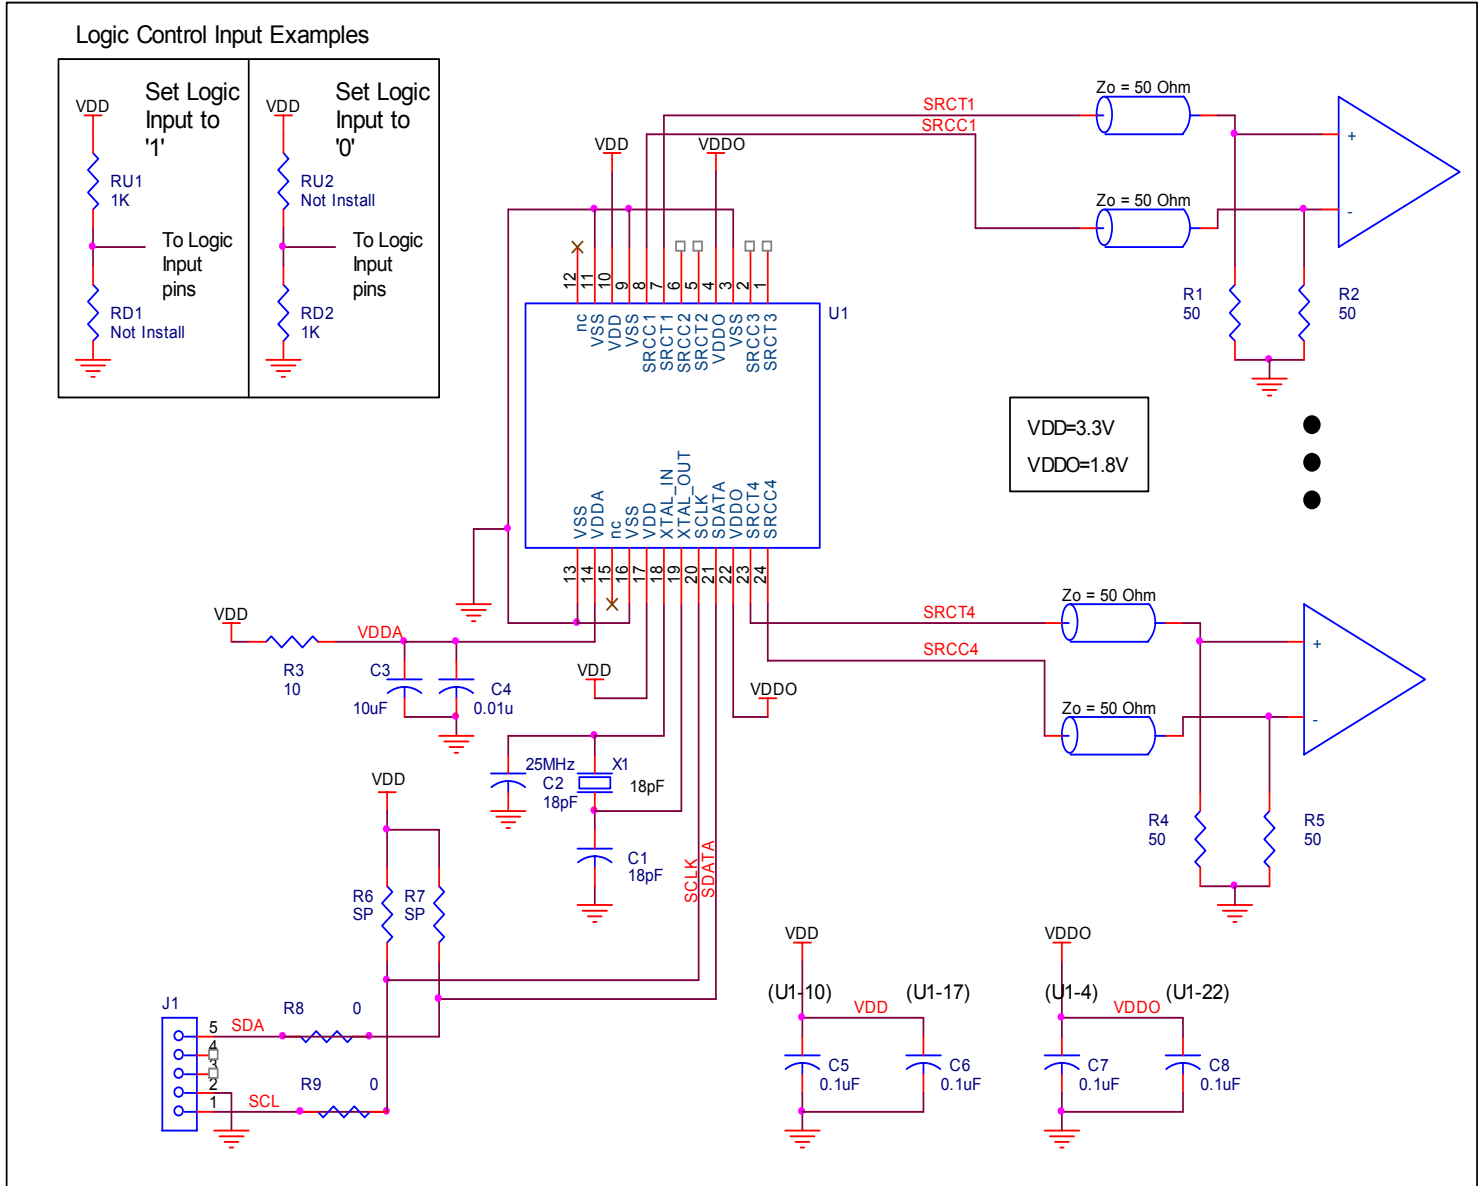 Logic Control Input Examples
VDD
Set Logic
Input to
'1'
RU1
1K
To Logic
Input
pins
RD1
Not Install
VDD
Set Logic
Input to
'0'
RU2
Not Install
To Logic
Input
pins
RD2
1K
VDD
VDDO
SRCT1
SRCC1
Zo = 50 Ohm
Zo = 50 Ohm
+
-
R1
50
R2
50
12
11
10
9
8
7
6
5
4
3
2
1
U1
nc
VSS
VDD
VSS
SRCC1
SRCT1
SRCC2
SRCT2
VDDO
VSS
SRCC3
SRCT3
VDD=3.3V
VDDO=1.8V
VSS
VDDA
nc
VSS
VDD
XTAL_IN
XTAL_OUT
SCLK
SDATA
VDDO
SRCT4
SRCC4
13
14
15
16
17
18
19
20
21
22
23
24
VDD
VDDA
R3
10
C3
10uF
C4
0.01u
VDD
VDDO
SRCT4
SRCC4
Zo = 50 Ohm
Zo = 50 Ohm
+
-
R4
50
R5
50
25MHz
X1
C2
18pF
18pF
C1
18pF
SCLK
SDATA
VDD
R6
SP
R7
SP
J1
5
4
3
2
1
SDA
R8
0
SCL
R9
0
VDD
(U1-10)
(U1-17)
VDD
C5
0.1uF
C6
0.1uF
VDDO
(U1-4)
(U1-22)
VDDO
C7
0.1uF
C8
0.1uF